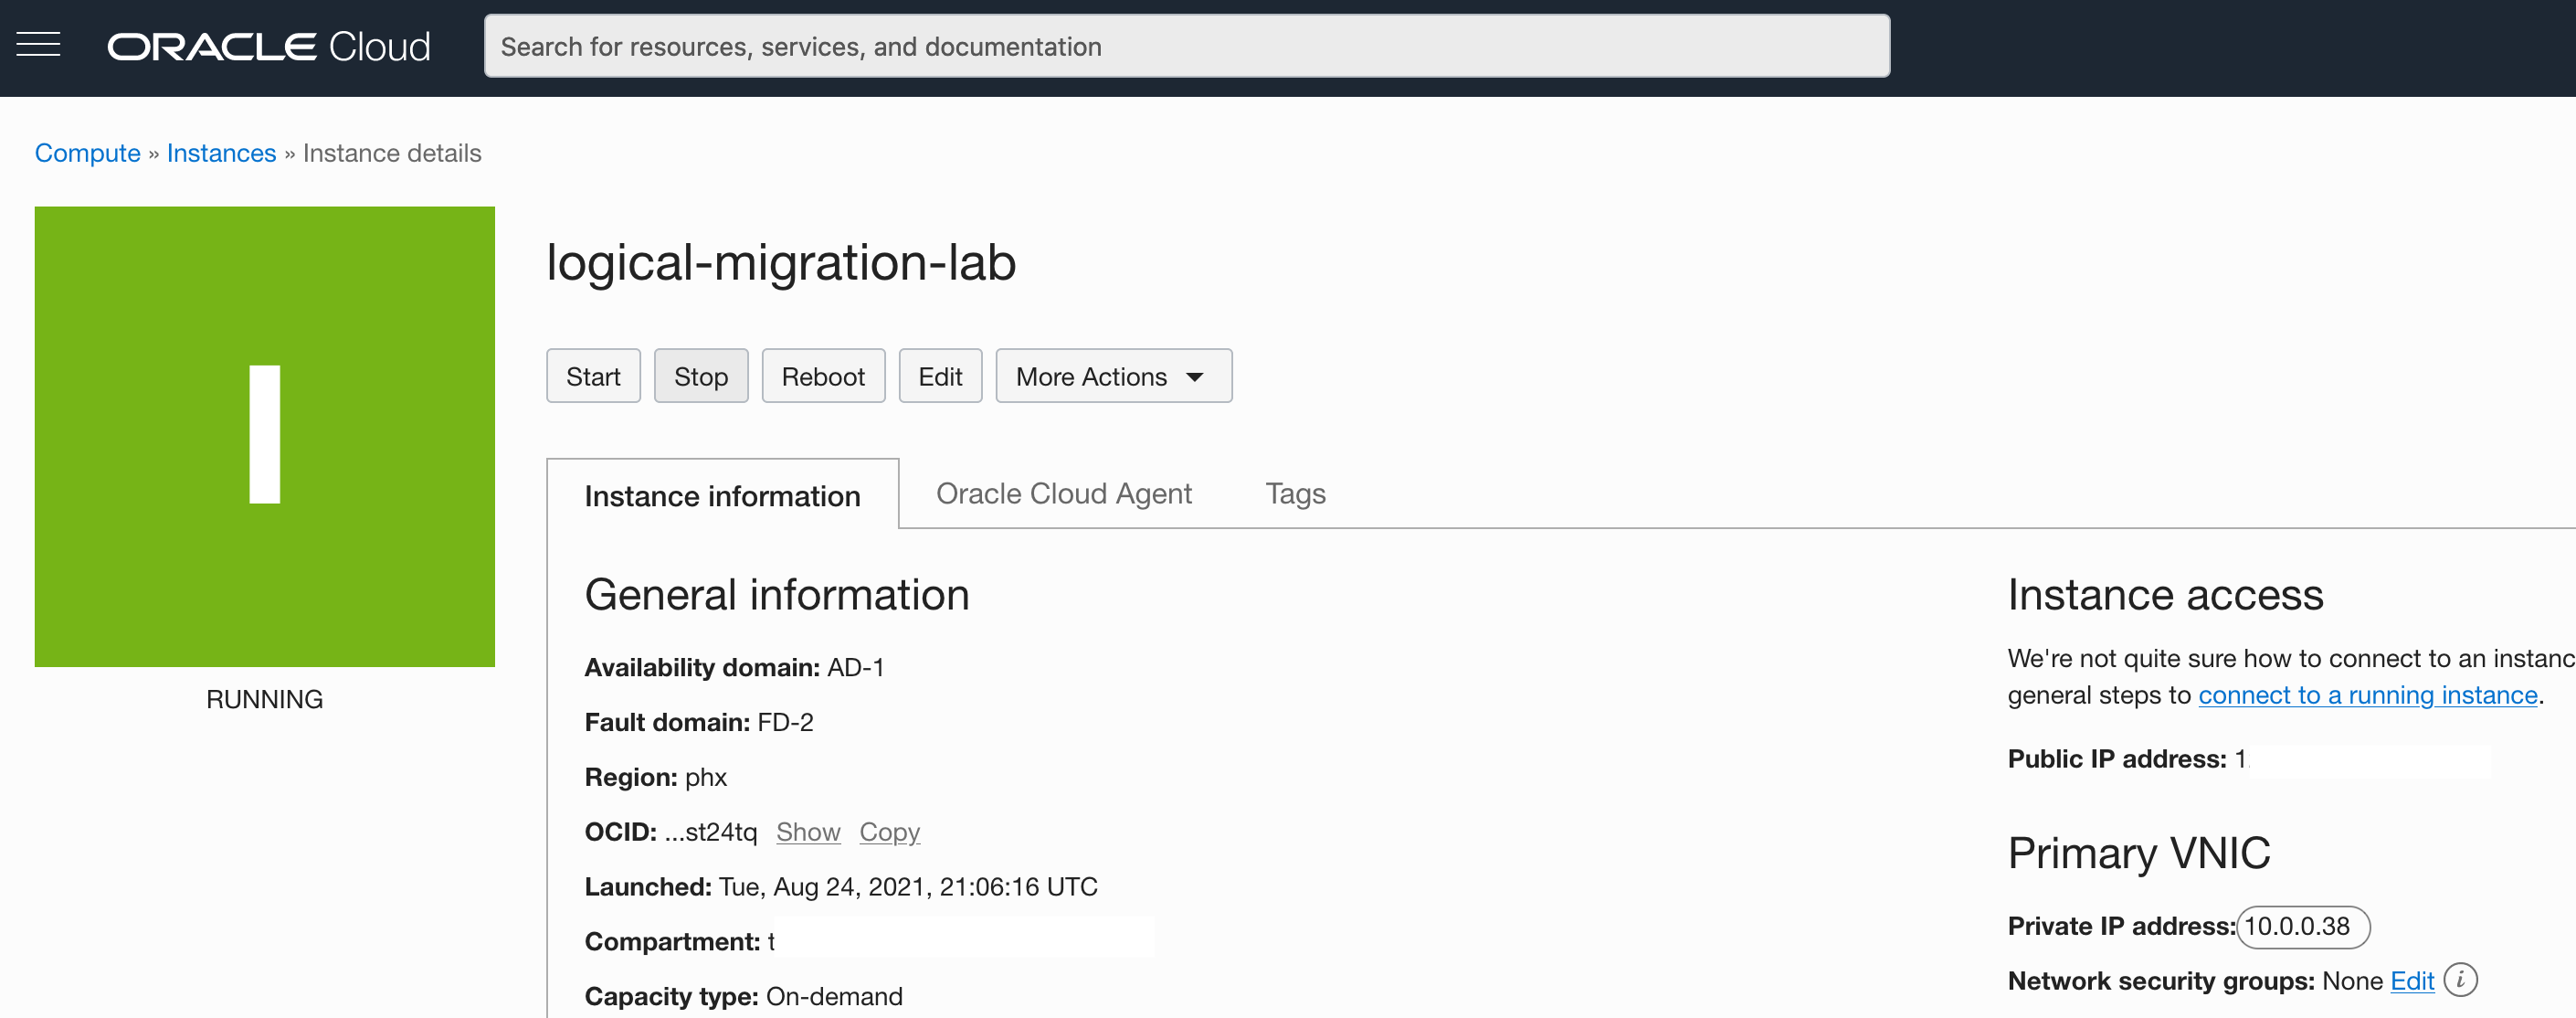 ORACLE Cloud
Search for resources, services, and documentation
Compute » Instances » Instance details
I
RUNNING
logical-migration-lab
Start Stop Reboot Edit More Actions
Instance information Oracle Cloud Agent Tags
General information
Availability domain: AD-1
Fault domain: FD-2
Region: phx
OCID: ...st24tq Show Copy
Launched: Tue, Aug 24, 2021, 21:06:16 UTC
Compartment: t
Capacity type: On-demand
Instance access
We're not quite sure how to connect to an instanc
general steps to connect to a running instance.
Public IP address: 1
Primary VNIC
Private IP address: 10.0.0.38
Network security groups: None Edit i